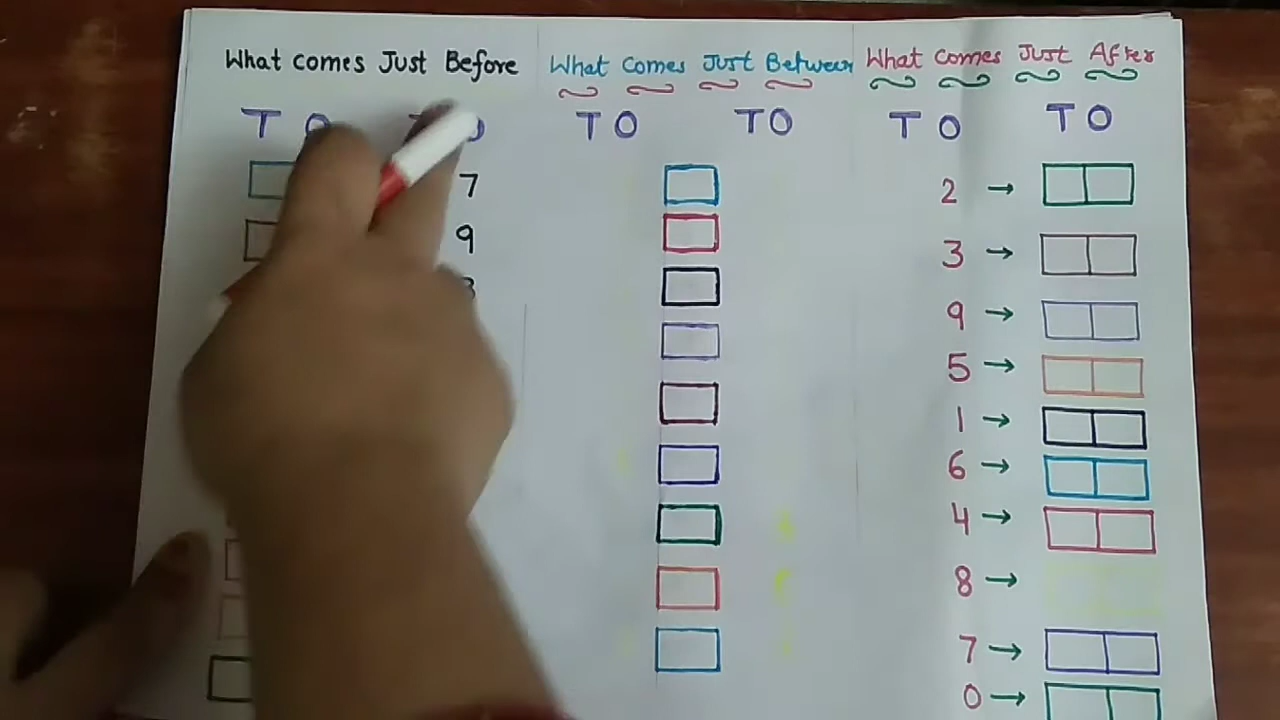 What comes Just Before
T O
7
9
3
What Comes Just Between
T O T O
What Comes Just After
T O T O
2 →
3 →
9 →
5 →
1 →
6 →
4 →
8 →
7 →
0 →